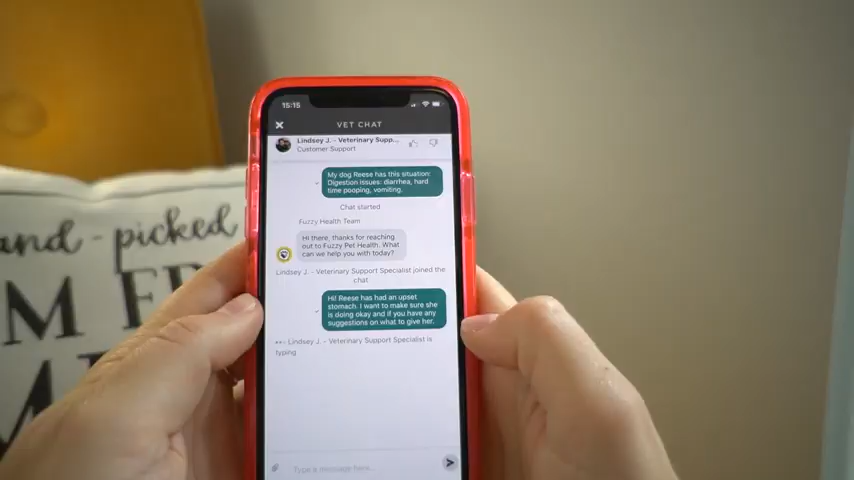 15:15
VET CHAT
Lindsey J. - Veterinary Supp...
Customer Support
My dog Reese has this situation:
Digestion issues: diarrhea, hard
time pooping, vomiting.
Chat started
Fuzzy Health Team
Hi there, thanks for reaching
out to Fuzzy Pet Health. What
can we help you with today?
Lindsey J. - Veterinary Support Specialist joined the
chat
Hi! Reese has had an upset
stomach. I want to make sure she
is doing okay and if you have any
suggestions on what to give her.
Lindsey J. - Veterinary Support Specialist is
typing
Type a message here...
and - picked
M FR